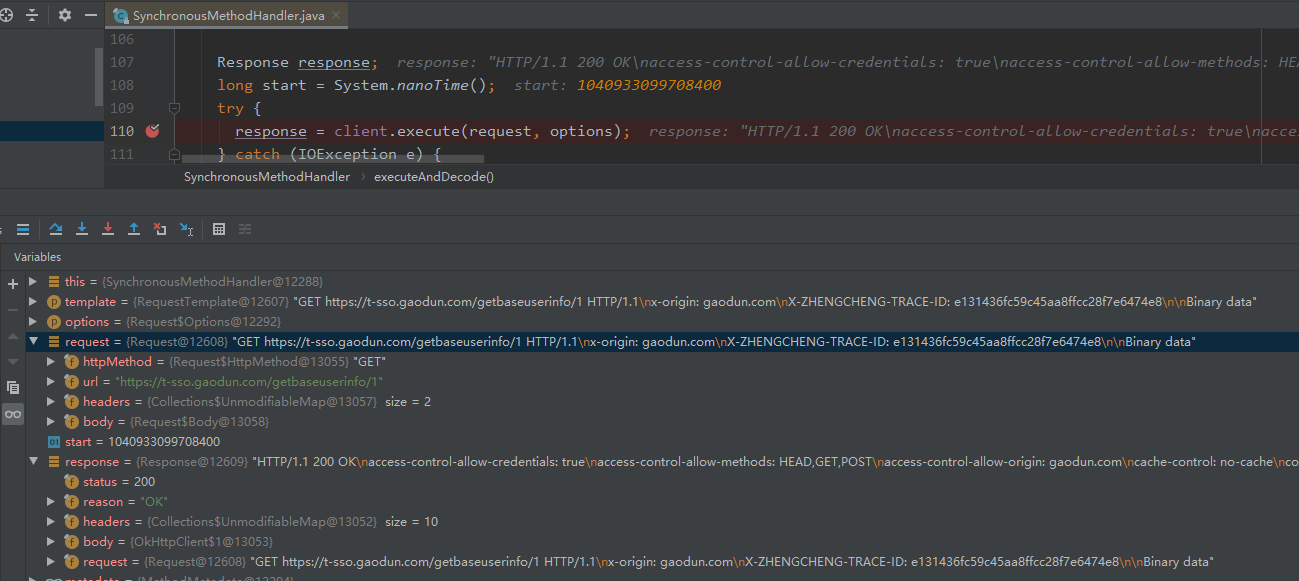 SynchronousMethodHandler.java
106
107 Response response; response: "HTTP/1.1 200 OK\naccess-control-allow-credentials: true\naccess-control-allow-methods: HEA
108 long start = System.nanoTime(); start: 1040933099708400
109 try {
110 response = client.execute(request, options); response: "HTTP/1.1 200 OK\naccess-control-allow-credentials: true\nacces
111 } catch (IOException e) {
SynchronousMethodHandler › executeAndDecode()
Variables
this = {SynchronousMethodHandler@12288}
template = {RequestTemplate@12607} "GET https://t-sso.gaodun.com/getbaseuserinfo/1 HTTP/1.1\nx-origin: gaodun.com\nX-ZHENGCHENG-TRACE-ID: e131436fc59c45aa8ffcc28f7e6474e8\n\nBinary data"
options = {Request$Options@12292}
request = {Request@12608} "GET https://t-sso.gaodun.com/getbaseuserinfo/1 HTTP/1.1\nx-origin: gaodun.com\nX-ZHENGCHENG-TRACE-ID: e131436fc59c45aa8ffcc28f7e6474e8\n\nBinary data"
httpMethod = {Request$HttpMethod@13055} "GET"
url = "https://t-sso.gaodun.com/getbaseuserinfo/1"
headers = {Collections$UnmodifiableMap@13057} size = 2
body = {Request$Body@13058}
start = 1040933099708400
response = {Response@12609} "HTTP/1.1 200 OK\naccess-control-allow-credentials: true\naccess-control-allow-methods: HEAD,GET,POST\naccess-control-allow-origin: gaodun.com\ncache-control: no-cache\nco
status = 200
reason = "OK"
headers = {Collections$UnmodifiableMap@13052} size = 10
body = {OkHttpClient$1@13053}
request = {Request@12608} "GET https://t-sso.gaodun.com/getbaseuserinfo/1 HTTP/1.1\nx-origin: gaodun.com\nX-ZHENGCHENG-TRACE-ID: e131436fc59c45aa8ffcc28f7e6474e8\n\nBinary data"